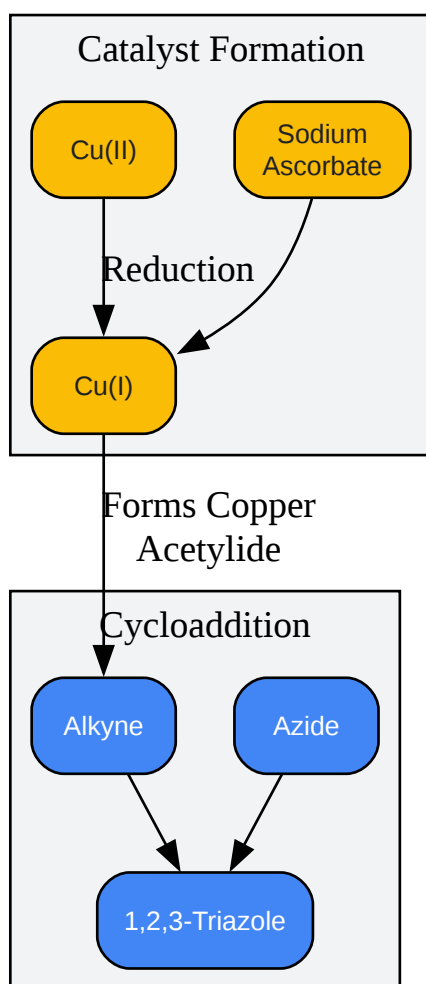 Catalyst Formation
Cu(II)
Sodium
Ascorbate
Reduction
Cu(I)
Forms Copper
Acetylide
Cycloaddition
Alkyne
Azide
1,2,3-Triazole